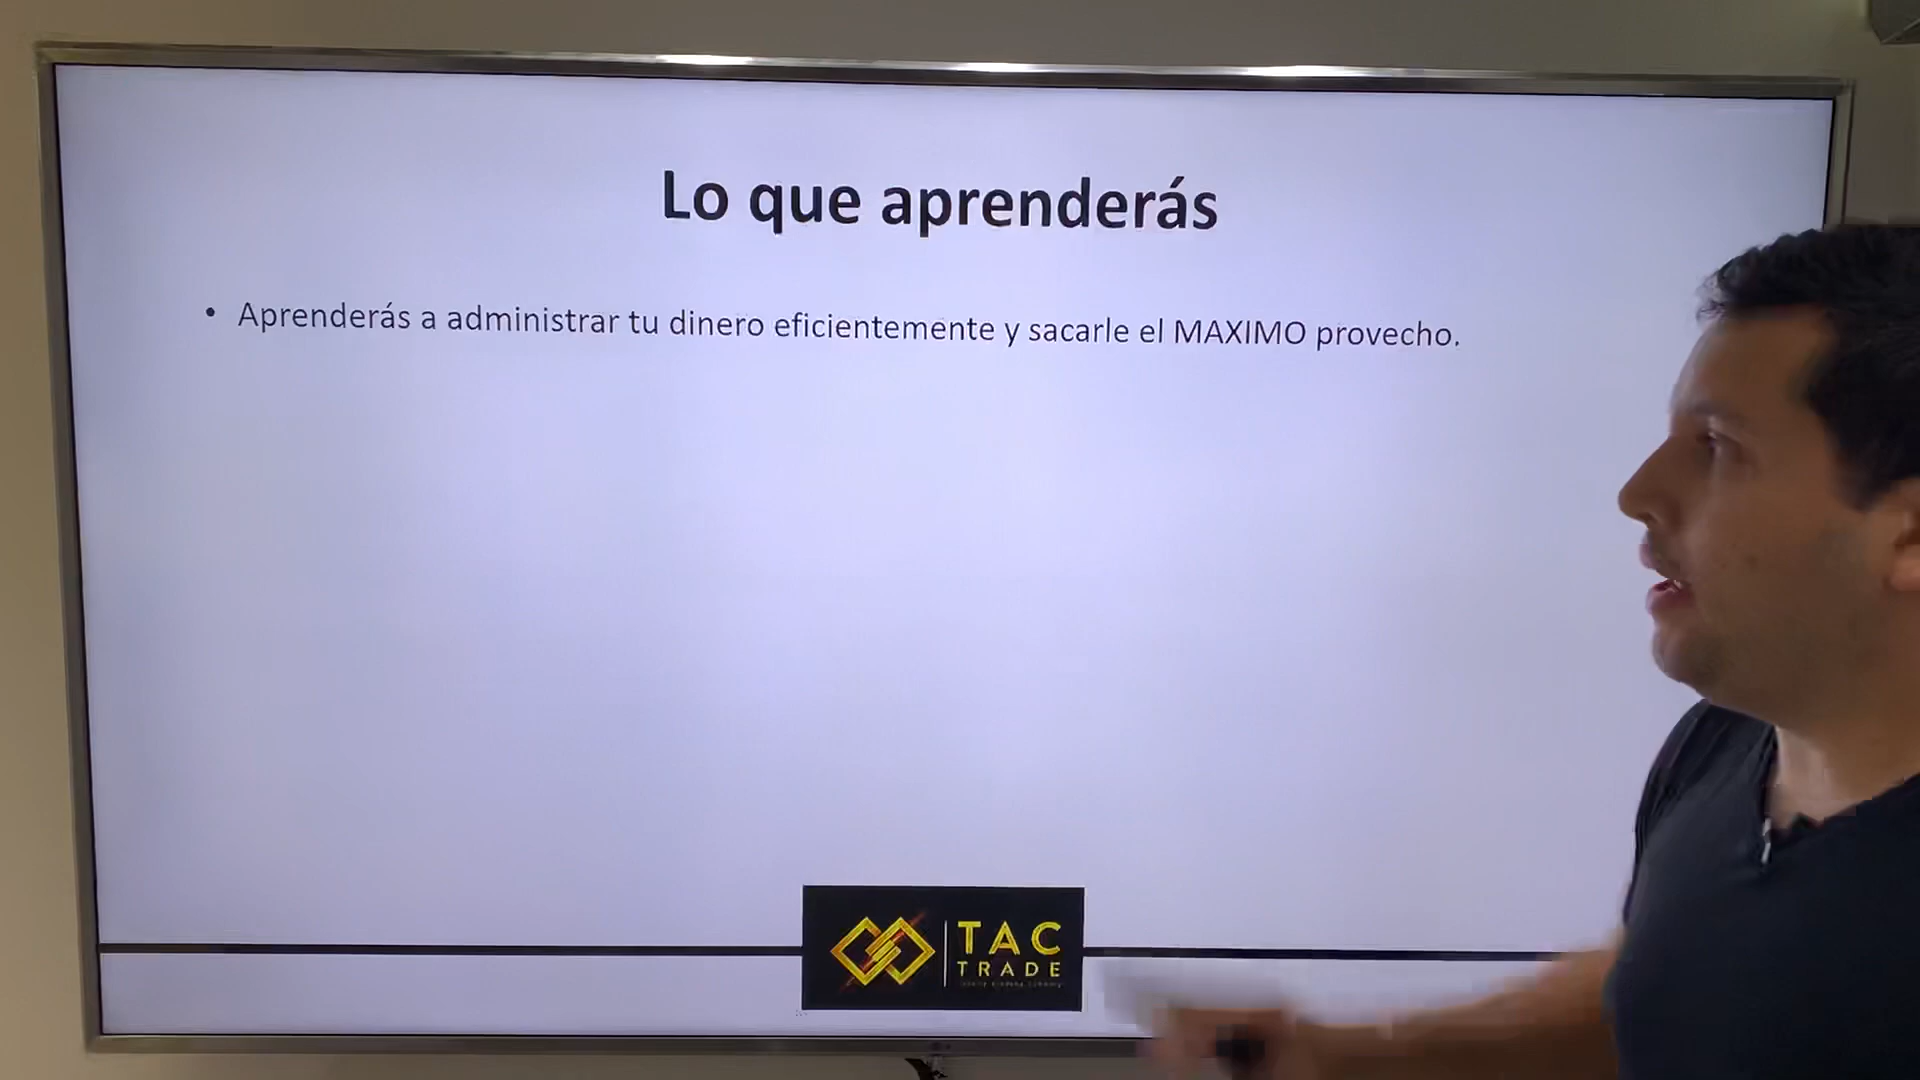 Lo que aprenderás
• Aprenderás a administrar tu dinero eficientemente y sacarle el MAXIMO provecho.
TAC
TRADE